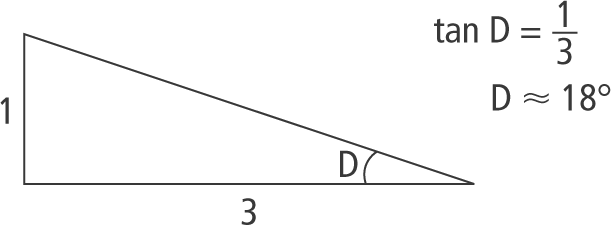 tan D = 1/3
D ≈ 18°
1
D
3